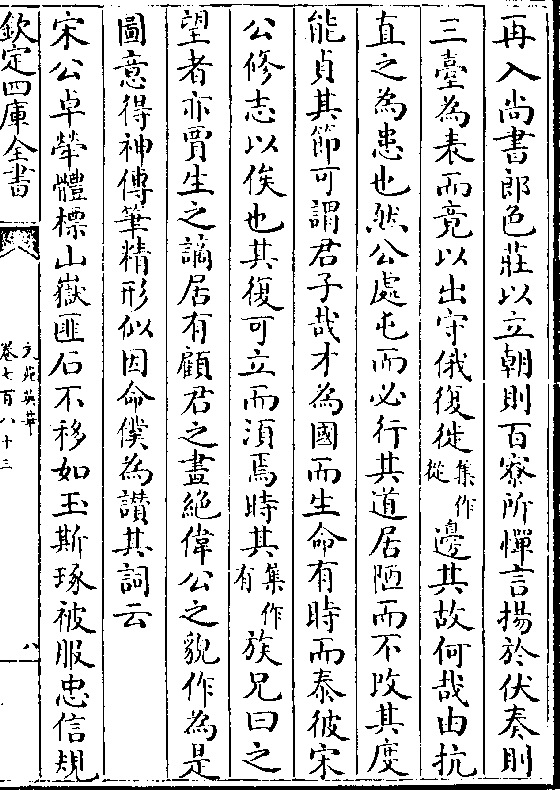 再入尚書郎色莊以立朝則百寮所憚言揚於伏奏則
三臺為表而竟以出守俄復徙集作從邊其故何哉由抗
直之為患也然公處屯而必行其道居陋而不改其度
能貞其節可謂君子哉才為國而生命有時而泰彼宋
公修志以俟也其復可立而須焉時其集作有族兄曰之
望者亦賈生之謫居有顧君之畫絶偉公之貌作為是
圖意得神傳筆精形似因命僕為讃其詞云
宋公卓犖體標山嶽匪石不移如玉斯琢被服忠信規
欽定四庫全書
文苑英華
卷七百八十三
八